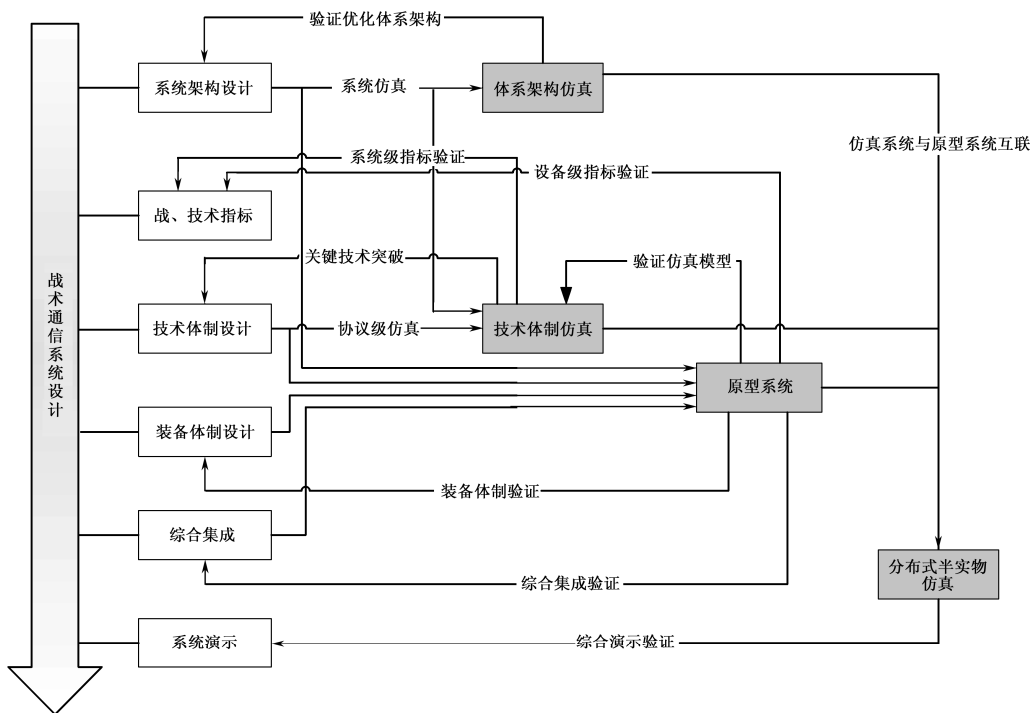 验证优化体系架构
系统架构设计
系统仿真
体系架构仿真
仿真系统与原型系统互联
系统级指标验证
设备级指标验证
战、技术指标
关键技术突破
验证仿真模型
战术通信系统设计
技术体制设计
协议级仿真
技术体制仿真
原型系统
装备体制设计
装备体制验证
综合集成
综合集成验证
分布式半实物
仿真
系统演示
综合演示验证